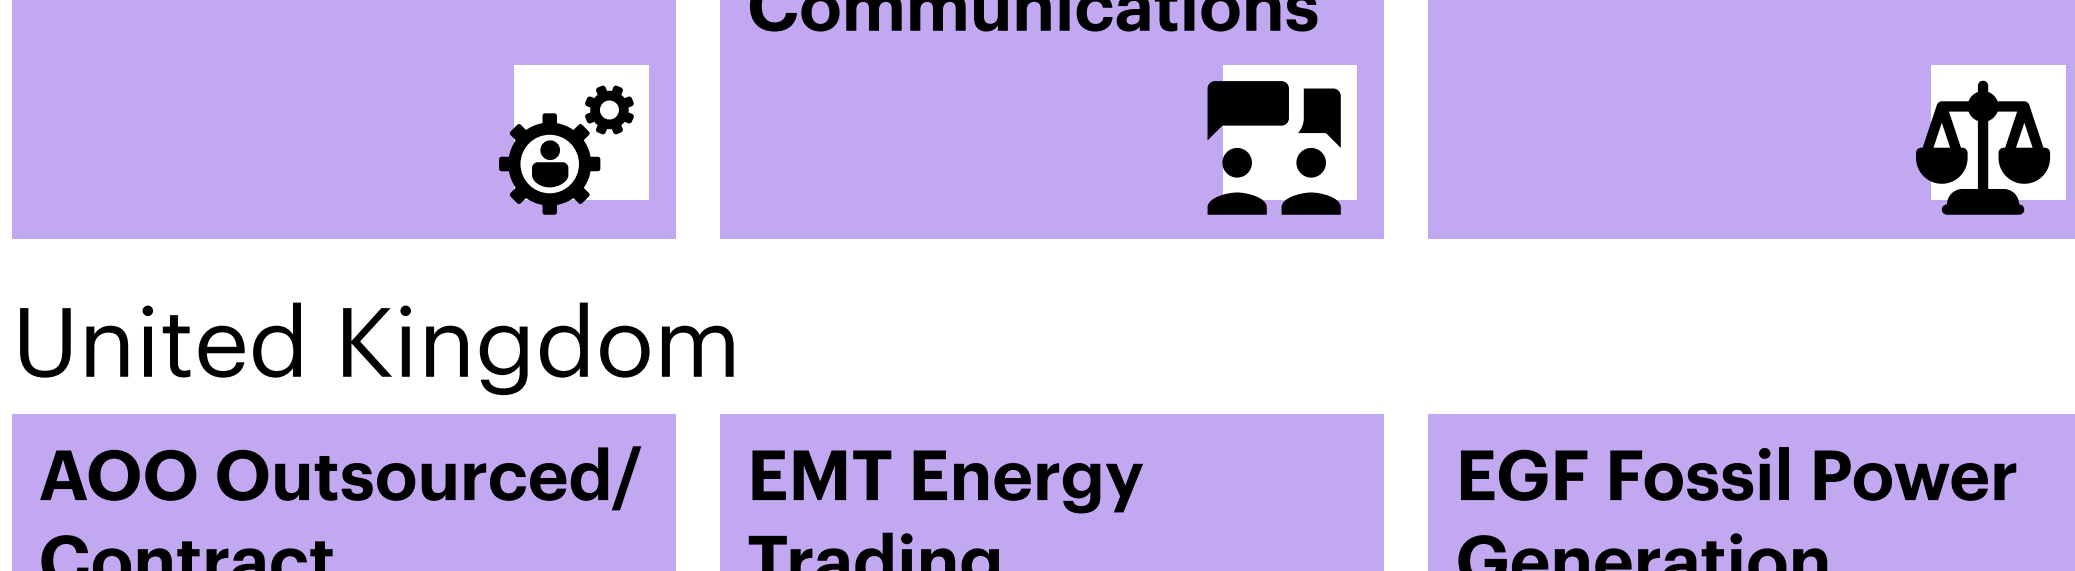 Communications
United Kingdom
AOO Outsourced/
Contract
EMT Energy
Trading
EGF Fossil Power
Generation